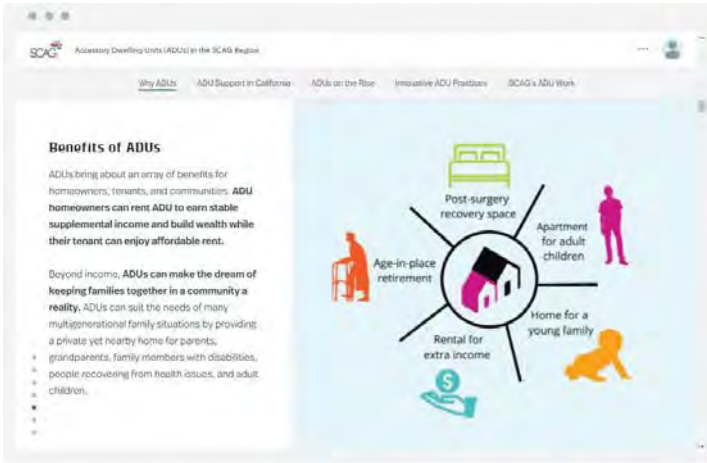 SCAG Accessory Dwelling Units (ADUs) in the SCAG Region
Why ADUs ADU Support in California ADUs on the Rise Innovative ADU Practices SCAG's ADU Work
Benefits of ADUs
ADUs bring about an array of benefits for
homeowners, tenants, and communities. ADU
homeowners can rent ADU to earn stable
supplemental income and build wealth while
their tenant can enjoy affordable rent.
Beyond income, ADUs can make the dream of
keeping families together in a community a
reality. ADUs can suit the needs of many
multigenerational family situations by providing
a private yet nearby home for parents,
grandparents, family members with disabilities,
people recovering from health issues, and adult
children.
Post-surgery
recovery space
Apartment
for adult
children
Age-in-place
retirement
Home for a
young family
Rental for
extra income
$